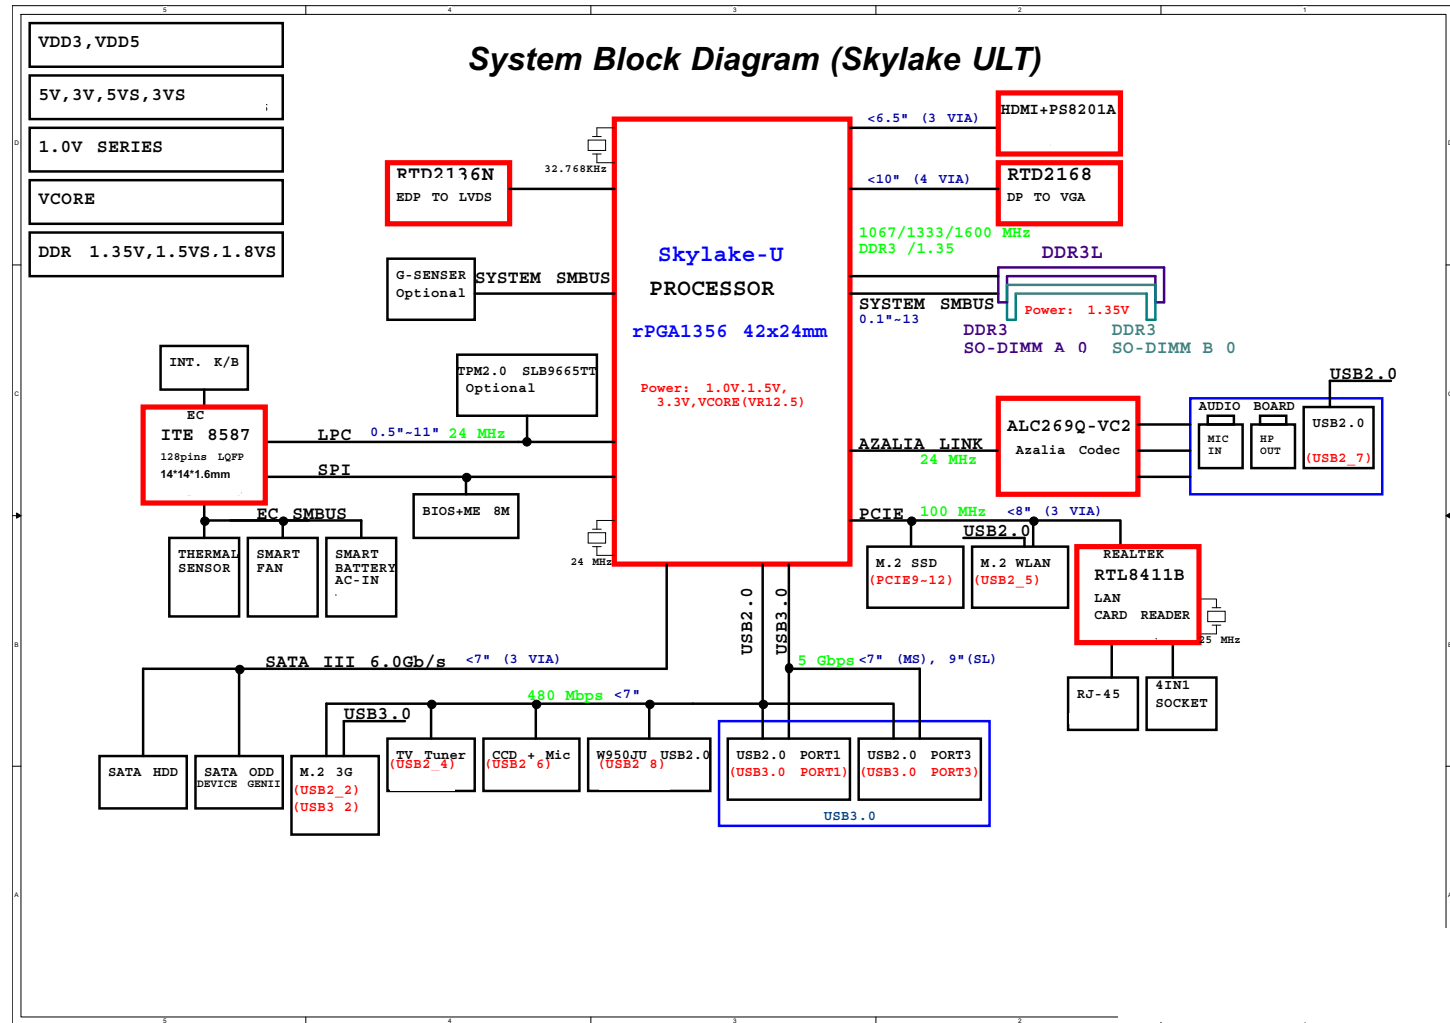 System Block Diagram (Skylake ULT)
VDD3,VDD5
5V,3V,5VS,3VS
1.0V SERIES
VCORE
DDR 1.35V,1.5VS,1.8VS
32.768KHz
RTD2136N
EDP TO LVDS
G-SENSER
Optional
SYSTEM SMBUS
TPM2.0 SLB9665TT
Optional
INT. K/B
EC
ITE 8587
128pins LQFP
14*14*1.6mm
LPC 0.5"~11" 24 MHz
SPI
BIOS+ME 8M
EC SMBUS
THERMAL
SENSOR
SMART
FAN
SMART
BATTERY
AC-IN
24 MHz
Skylake-U
PROCESSOR
rPGA1356 42x24mm
Power: 1.0V.1.5V,
3.3V,VCORE(VR12.5)
<6.5" (3 VIA)
HDMI+PS8201A
<10" (4 VIA)
RTD2168
DP TO VGA
1067/1333/1600 MHz
DDR3 /1.35
DDR3L
SYSTEM SMBUS
0.1"~13
Power: 1.35V
DDR3
SO-DIMM A 0
DDR3
SO-DIMM B 0
USB2.0
AZALIA LINK
24 MHz
ALC269Q-VC2
Azalia Codec
AUDIO BOARD
MIC
IN
HP
OUT
USB2.0
(USB2_7)
PCIE 100 MHz <8" (3 VIA)
USB2.0
M.2 SSD
(PCIE9~12)
M.2 WLAN
(USB2_5)
REALTEK
RTL8411B
LAN
CARD READER
25 MHz
RJ-45
4IN1
SOCKET
USB2.0
USB3.0
SATA III 6.0Gb/s <7" (3 VIA)
5 Gbps <7" (MS), 9"(SL)
480 Mbps <7"
USB3.0
SATA HDD
SATA ODD
DEVICE GENII
M.2 3G
(USB2_2)
(USB3 2)
TV Tuner
(USB2_4)
CCD + Mic
(USB2 6)
W950JU USB2.0
(USB2 8)
USB2.0 PORT1
(USB3.0 PORT1)
USB2.0 PORT3
(USB3.0 PORT3)
USB3.0